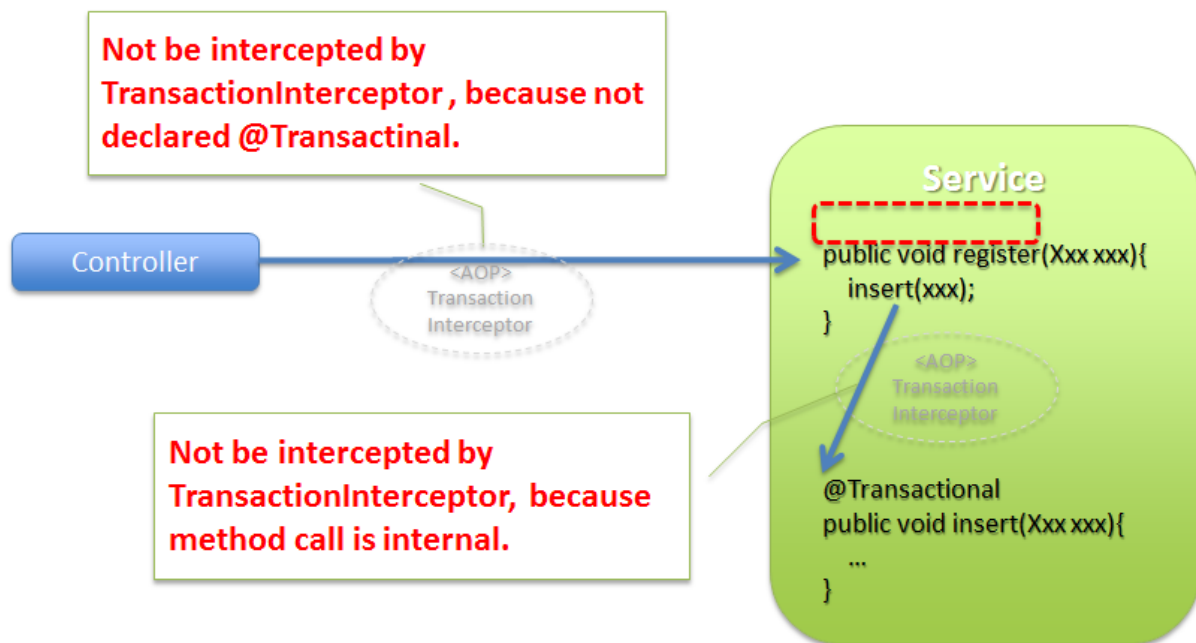 Not be intercepted by
TransactionInterceptor , because not
declared @Transactinal.
Service
Controller
<AOP>
Transaction
Interceptor
public void register(Xxx xxx){
insert(xxx);
}
<AOP>
Transaction
Interceptor
Not be intercepted by
TransactionInterceptor, because
method call is internal.
@Transactional
public void insert(Xxx xxx){
...
}